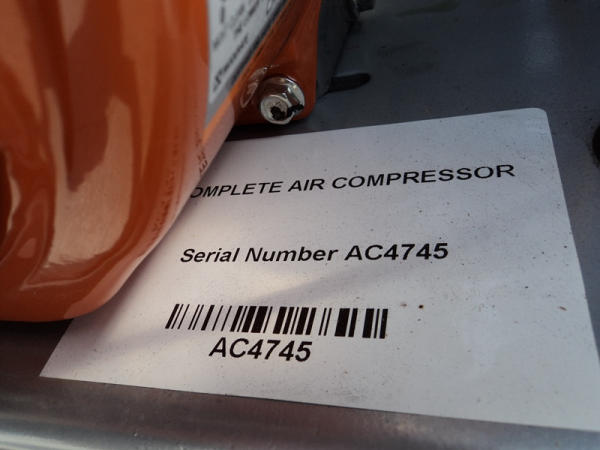 OMPLETE AIR COMPRESSOR
Serial Number AC4745
AC4745